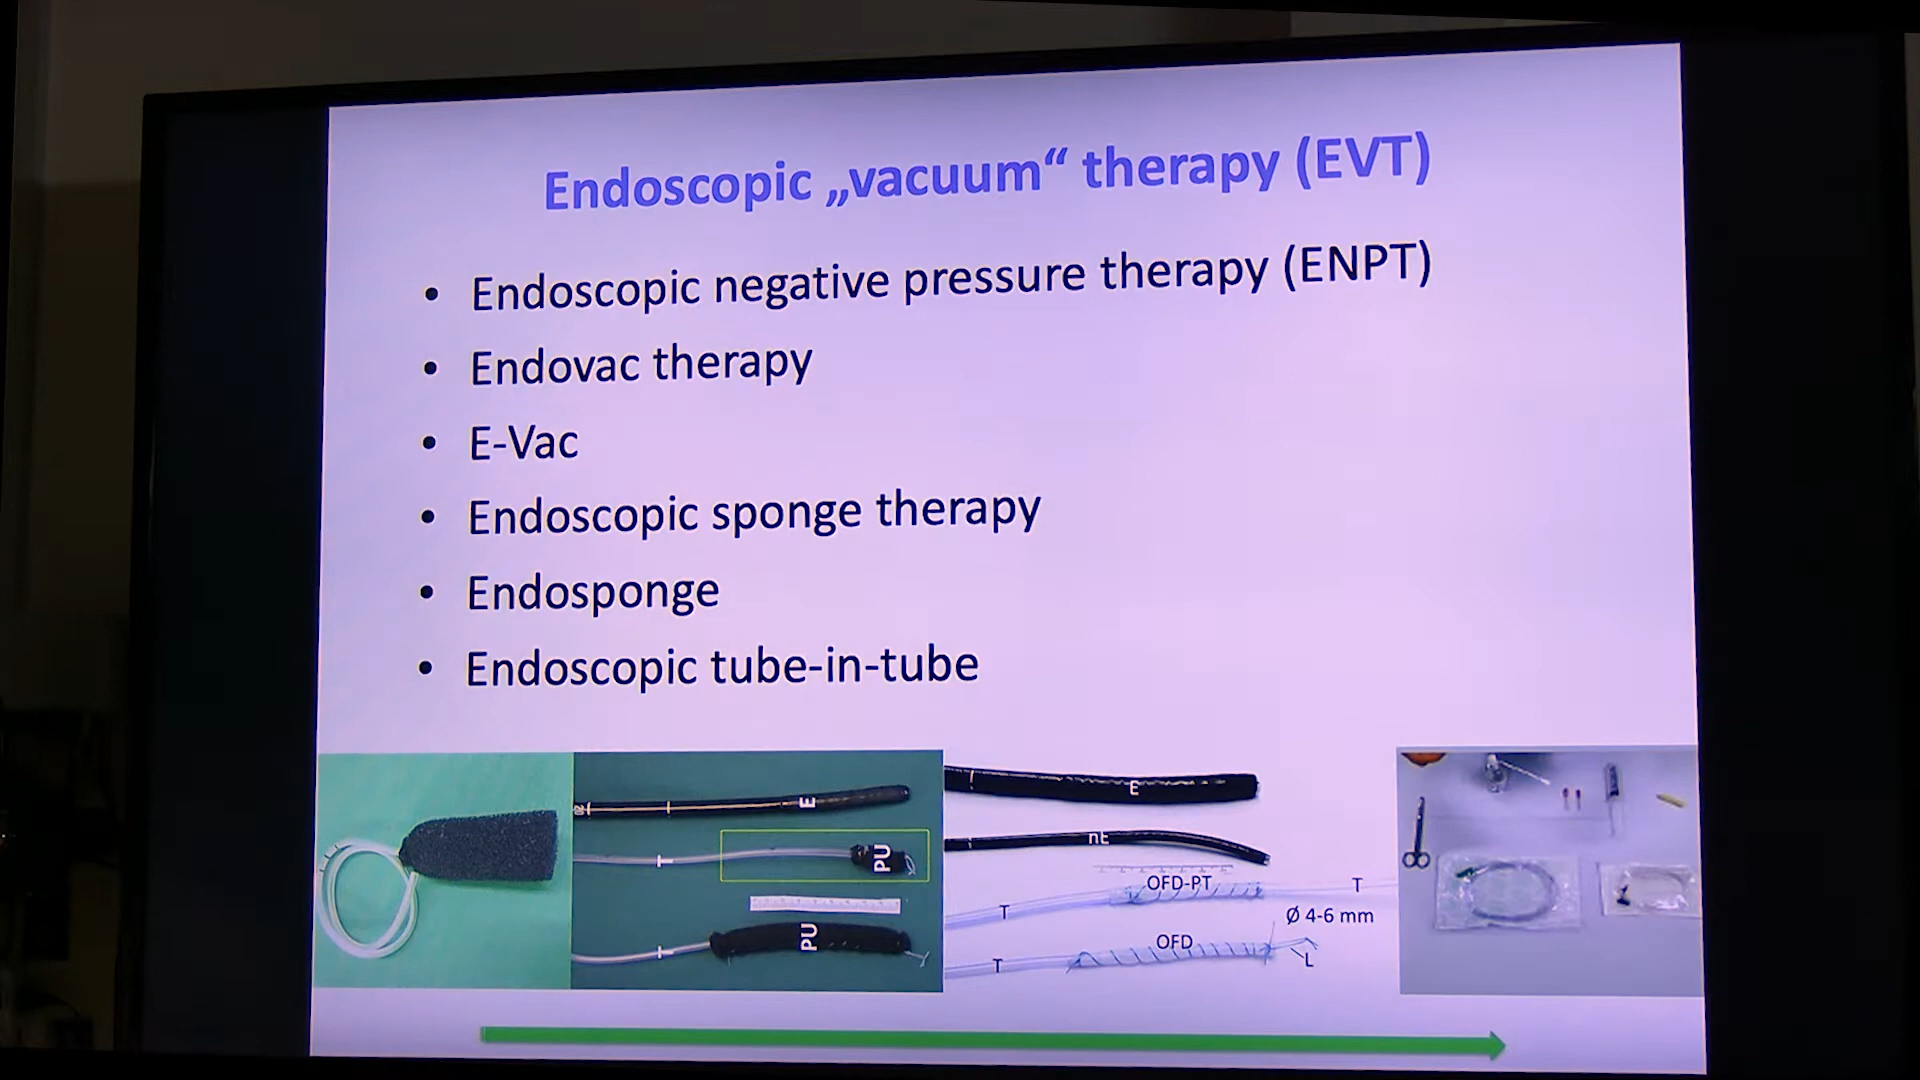 Endoscopic „vacuum“ therapy (EVT)
• Endoscopic negative pressure therapy (ENPT)
• Endovac therapy
• E-Vac
• Endoscopic sponge therapy
• Endosponge
• Endoscopic tube-in-tube
E
T
PU
T
PU
E
nE
OFD-PT
T
T
Ø 4-6 mm
OFD
T
L